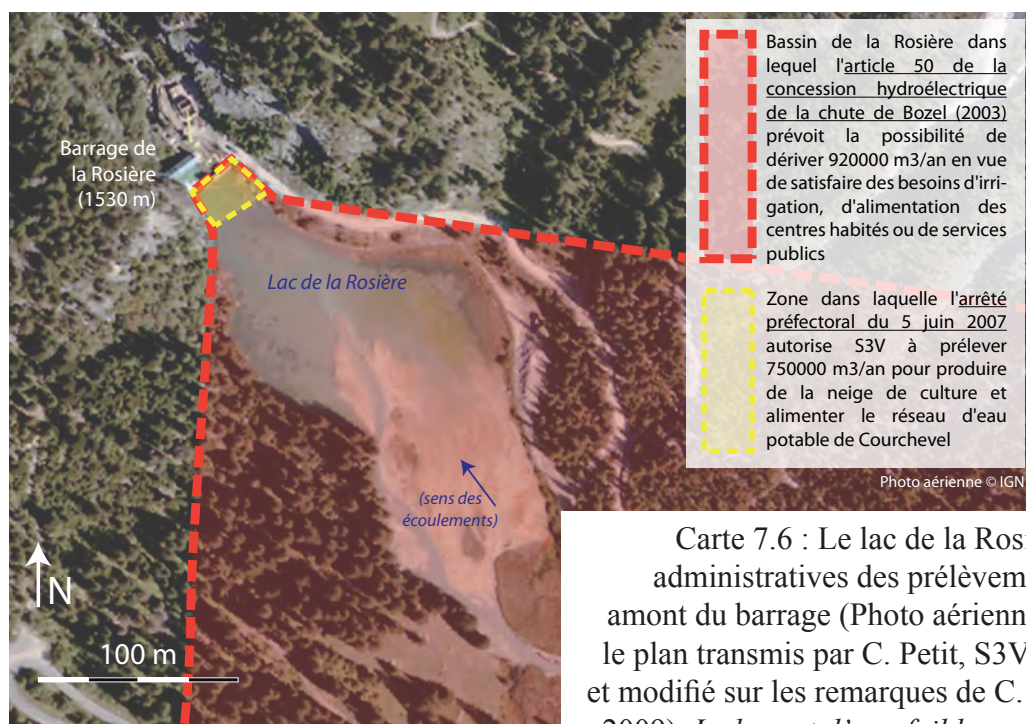 Bassin de la Rosière dans
lequel l'article 50 de la
concession hydroélectrique
de la chute de Bozel (2003)
prévoit la possibilité de
dériver 920000 m3/an en vue
de satisfaire des besoins d'irri-
gation, d'alimentation des
centres habités ou de services
publics
Zone dans laquelle l'arrêté
préfectoral du 5 juin 2007
autorise S3V à prélever
750000 m3/an pour produire
de la neige de culture et
alimenter le réseau d'eau
potable de Courchevel
Photo aérienne © IGN
Barrage de
la Rosière
(1530 m)
Lac de la Rosière
(sens des
écoulements)
N
100 m
Carte 7.6 : Le lac de la Rosi
administratives des prélèvem
amont du barrage (Photo aérienn
le plan transmis par C. Petit, S3V
et modifié sur les remarques de C.